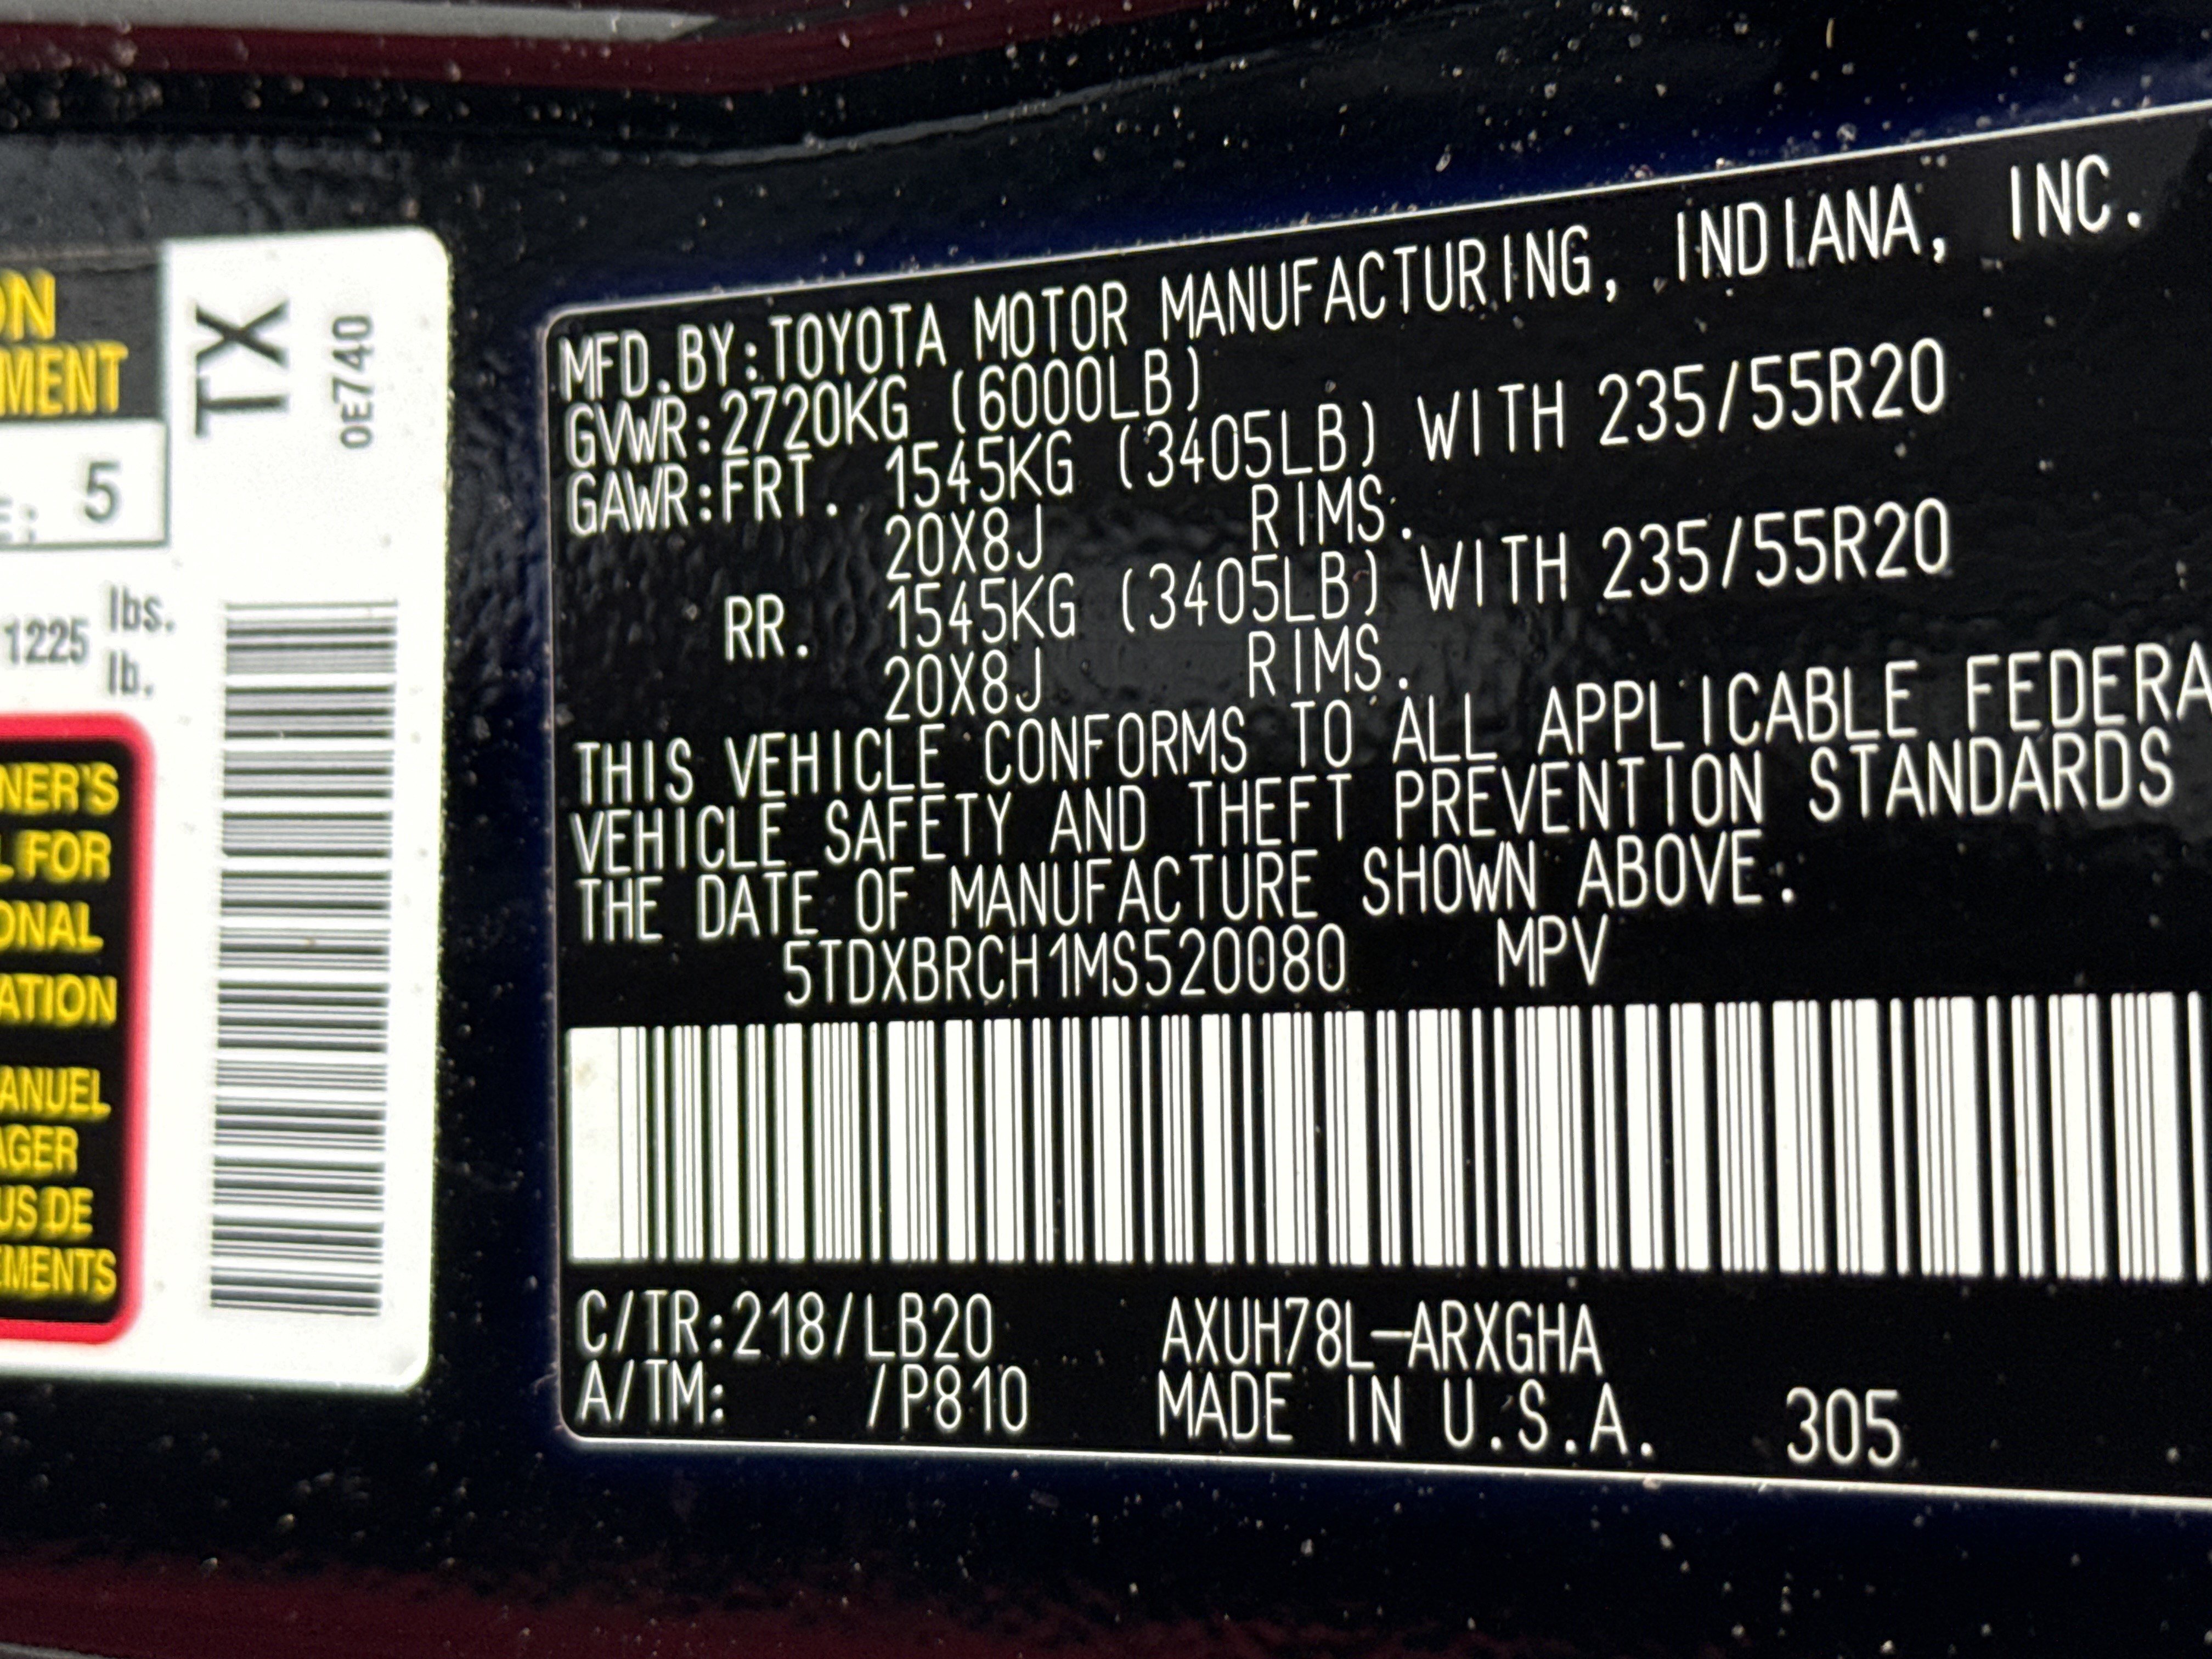 ON
MENT
TX
0E740
E: 5
1225 lbs.
lb.
NER'S
L FOR
ONAL
ATION
ANUEL
AGER
US DE
EMENTS
MFD.BY:TOYOTA MOTOR MANUFACTURING, INDIANA, INC.
GVWR:2720KG (6000LB)
GAWR:FRT. 1545KG (3405LB) WITH 235/55R20
20X8J RIMS.
RR. 1545KG (3405LB) WITH 235/55R20
20X8J RIMS.
THIS VEHICLE CONFORMS TO ALL APPLICABLE FEDERA
VEHICLE SAFETY AND THEFT PREVENTION STANDARDS
THE DATE OF MANUFACTURE SHOWN ABOVE.
5TDXBRCH1MS520080 MPV
C/TR:218/LB20 AXUH78L-ARXGHA
A/TM: /P810 MADE IN U.S.A. 305